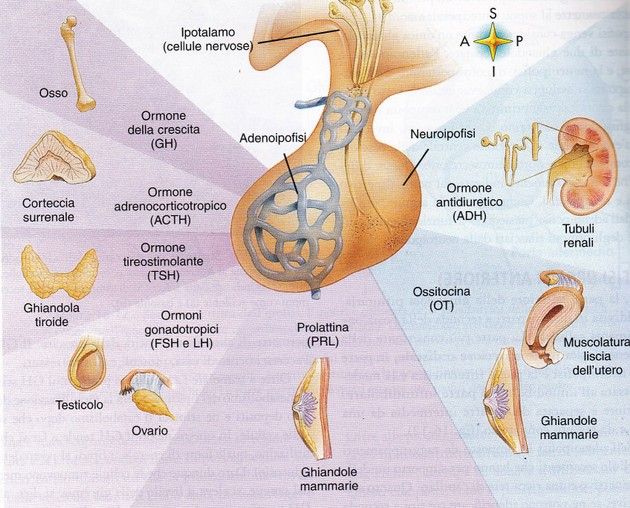 Ipotalamo
(cellule nervose)
S
A
P
I
Osso
Ormone
della crescita
(GH)
Adenoipofisi
Neuroipofisi
Corteccia
surrenale
Ormone
adrenocorticotropico
(ACTH)
Ormone
antidiuretico
(ADH)
Tubuli
renali
Ormone
tireostimolante
(TSH)
Ghiandola
tiroide
Ormoni
gonadotropici
(FSH e LH)
Prolattina
(PRL)
Ossitocina
(OT)
Muscolatura
liscia
dell'utero
Testicolo
Ovario
Ghiandole
mammarie
Ghiandole
mammarie